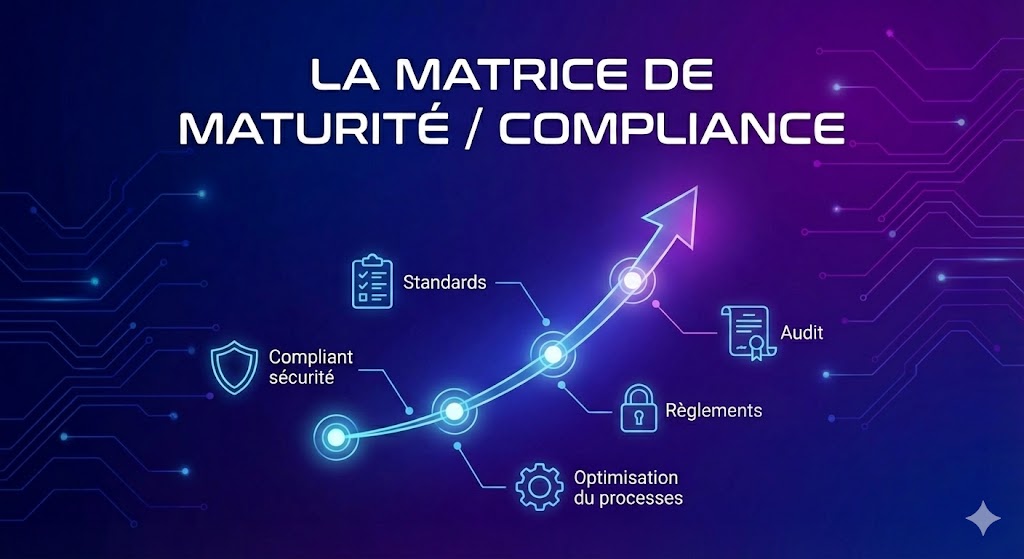 LA MATRICE DE
MATURITÉ / COMPLIANCE
Standards
Compliant
sécurité
Audit
Règlements
Optimisation
du processes